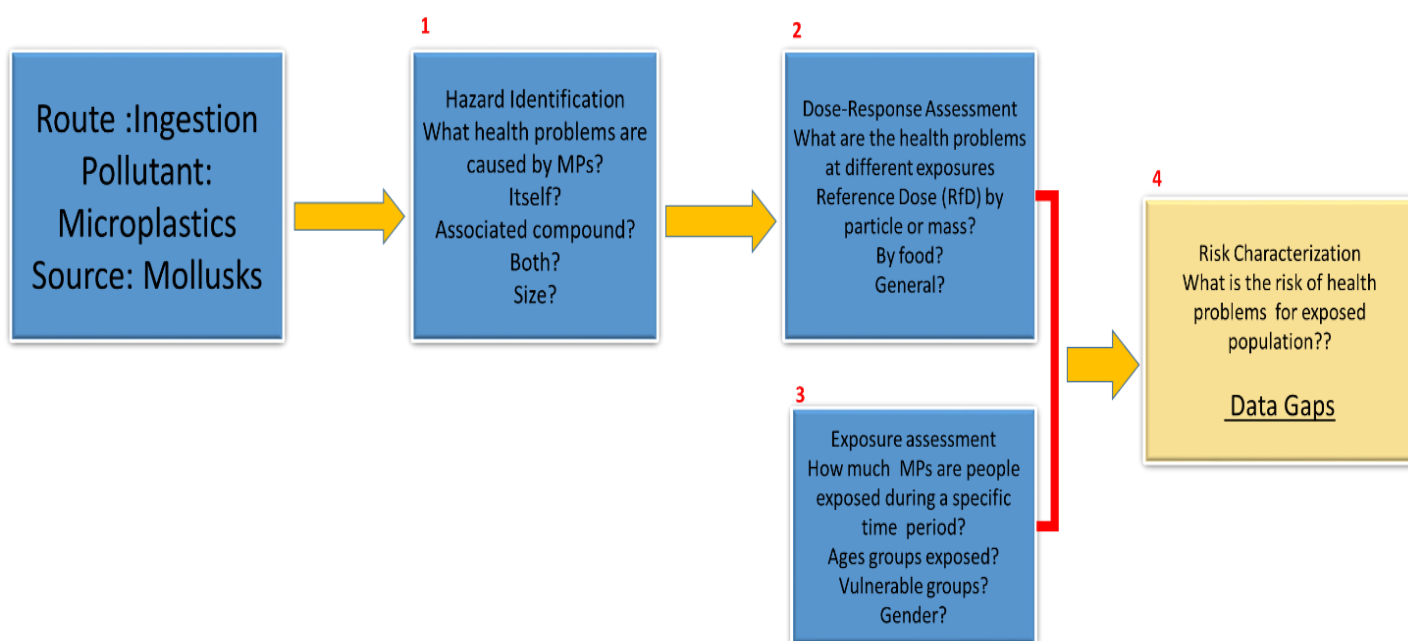 Route :Ingestion
Pollutant:
Microplastics
Source: Mollusks
1
Hazard Identification
What health problems are
caused by MPs?
Itself?
Associated compound?
Both?
Size?
2
Dose-Response Assessment
What are the health problems
at different exposures
Reference Dose (RfD) by
particle or mass?
By food?
General?
3
Exposure assessment
How much MPs are people
exposed during a specific
time period?
Ages groups exposed?
Vulnerable groups?
Gender?
4
Risk Characterization
What is the risk of health
problems for exposed
population??
Data Gaps